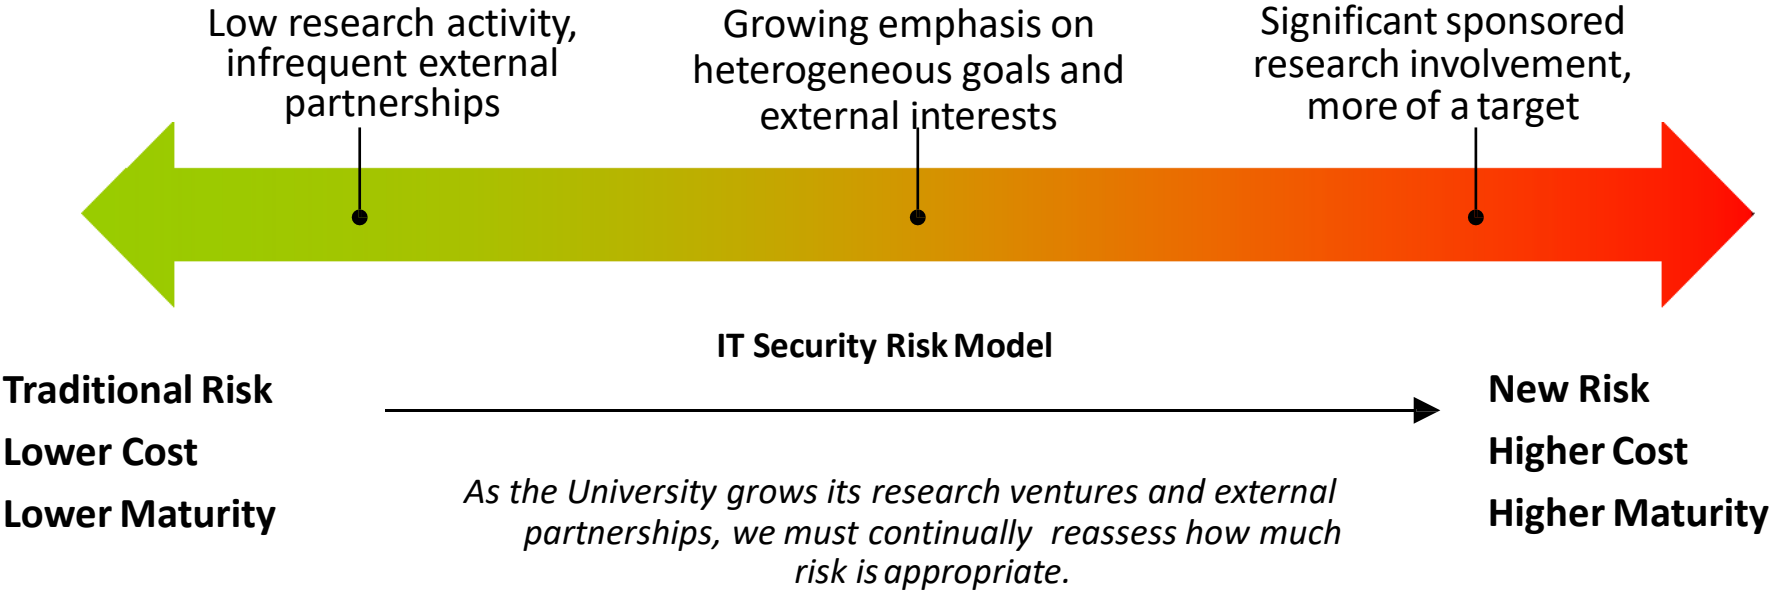 Low research activity,
infrequent external
partnerships
Growing emphasis on
heterogeneous goals and
external interests
Significant sponsored
research involvement,
more of a target
IT Security Risk Model
Traditional Risk
Lower Cost
Lower Maturity
New Risk
Higher Cost
Higher Maturity
As the University grows its research ventures and external
partnerships, we must continually reassess how much
risk is appropriate.